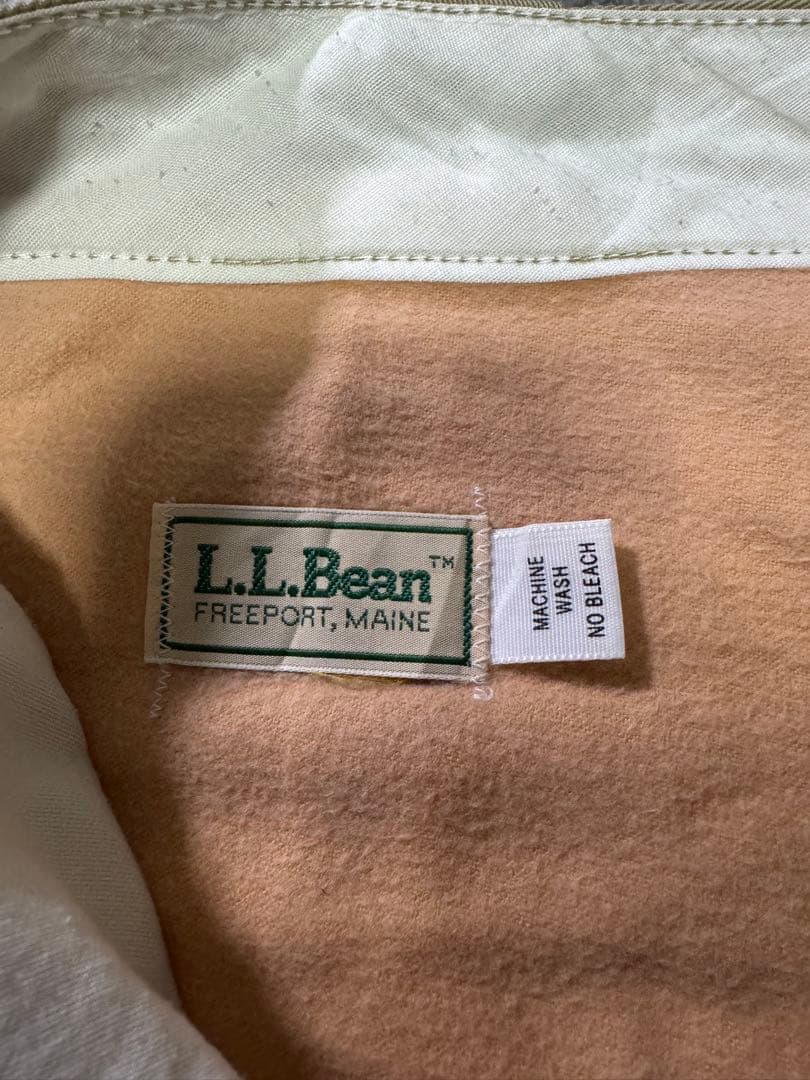 L.L.Bean™
FREEPORT, MAINE
MACHINE
WASH
NO BLEACH